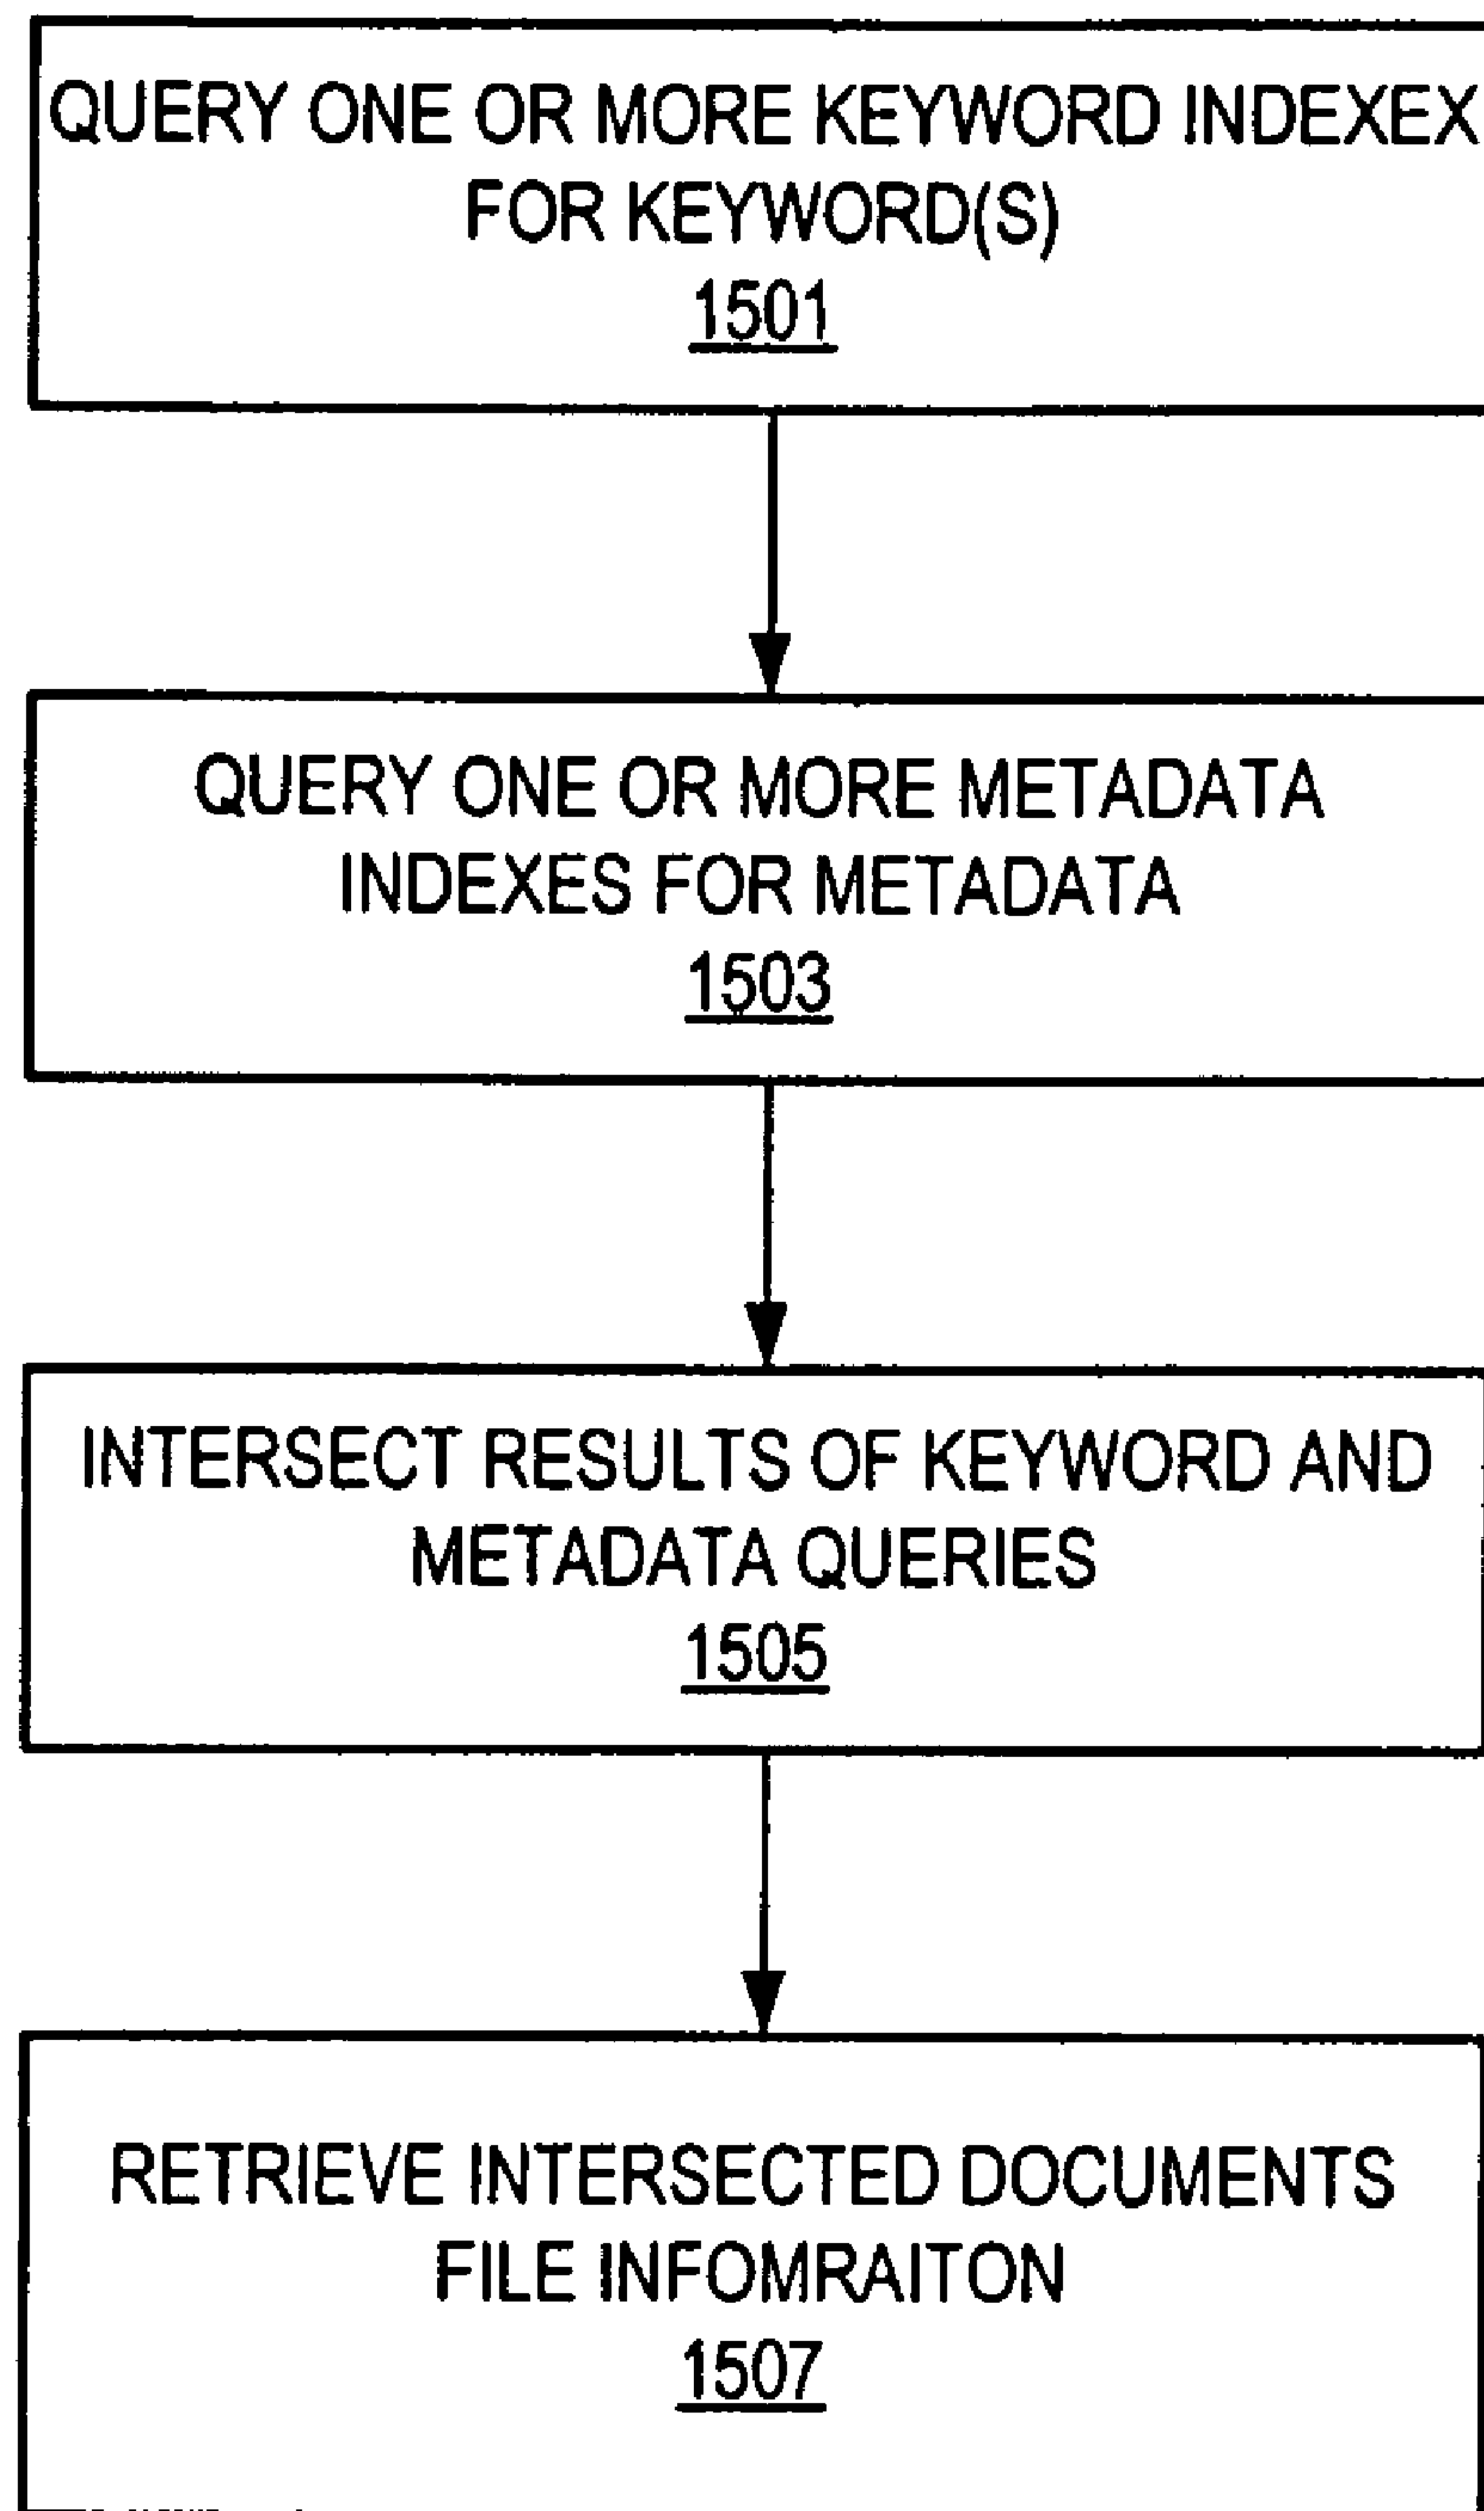 QUERY ONE OR MORE KEYWORD INDEXEX
FOR KEYWORD(S)
1501
QUERY ONE OR MORE METADATA
INDEXES FOR METADATA
1503
INTERSECT RESULTS OF KEYWORD AND
METADATA QUERIES
1505
RETRIEVE INTERSECTED DOCUMENTS
FILE INFOMRAITON
1507